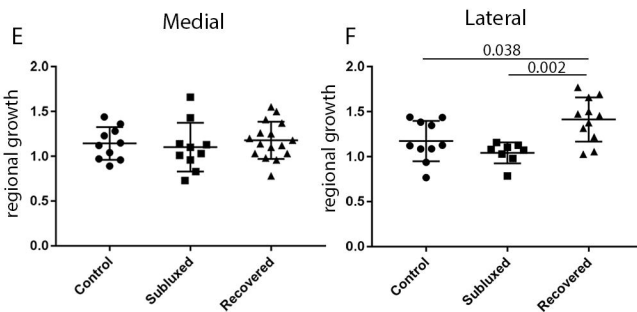 E
Medial
regional growth
2.0
1.5
1.0
0.5
0.0
Control
Subluxed
Recovered
F
Lateral
0.038
0.002
regional growth
2.0
1.5
1.0
0.5
0.0
Control
Subluxed
Recovered